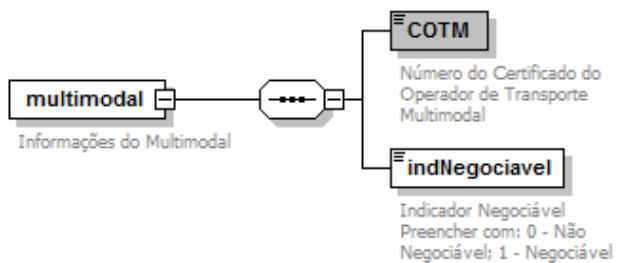 COTM
Número do Certificado do
Operador de Transporte
Multimodal
multimodal
Informações do Multimodal
indNegociavel
Indicador Negociável
Preencher com: 0 - Não
Negociável; 1 - Negociável